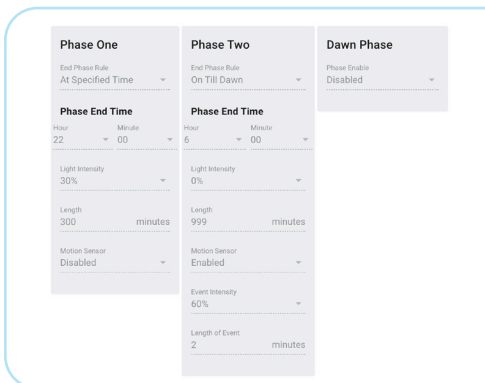 Phase One
End Phase Rule
At Specified Time
Phase End Time
Hour Minute
22 00
Light Intensity
30%
Length
300 minutes
Motion Sensor
Disabled
Phase Two
End Phase Rule
On Till Dawn
Phase End Time
Hour Minute
6 00
Light Intensity
0%
Length
999 minutes
Motion Sensor
Enabled
Event Intensity
60%
Length of Event
2 minutes
Dawn Phase
Phase Enable
Disabled